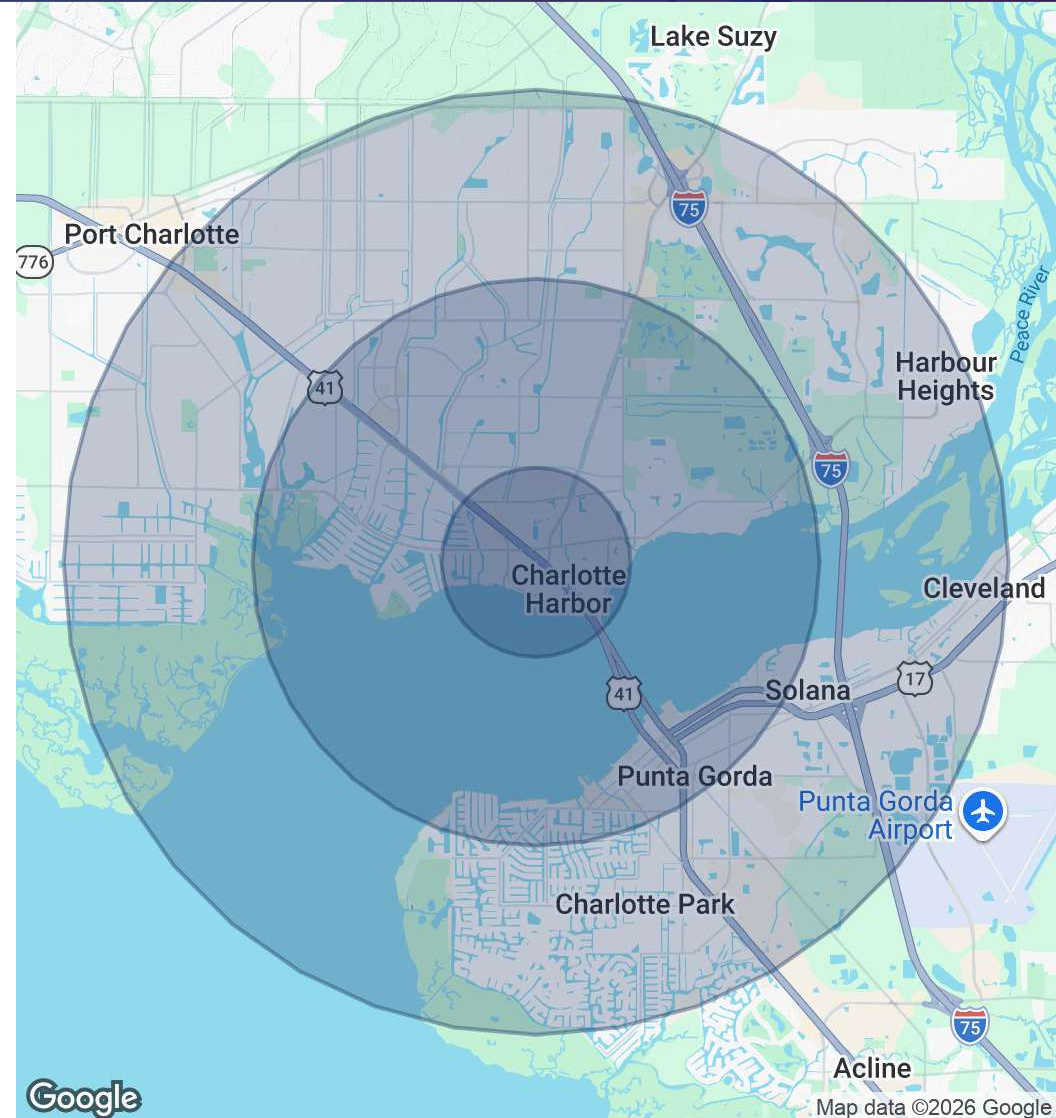 Lake Suzy
75
Port Charlotte
776
Peace River
Harbour
Heights
41
75
Charlotte
Harbor
Cleveland
17
Solana
41
Punta Gorda
Punta Gorda
Airport
Charlotte Park
75
Acline
Google
Map data ©2026 Google